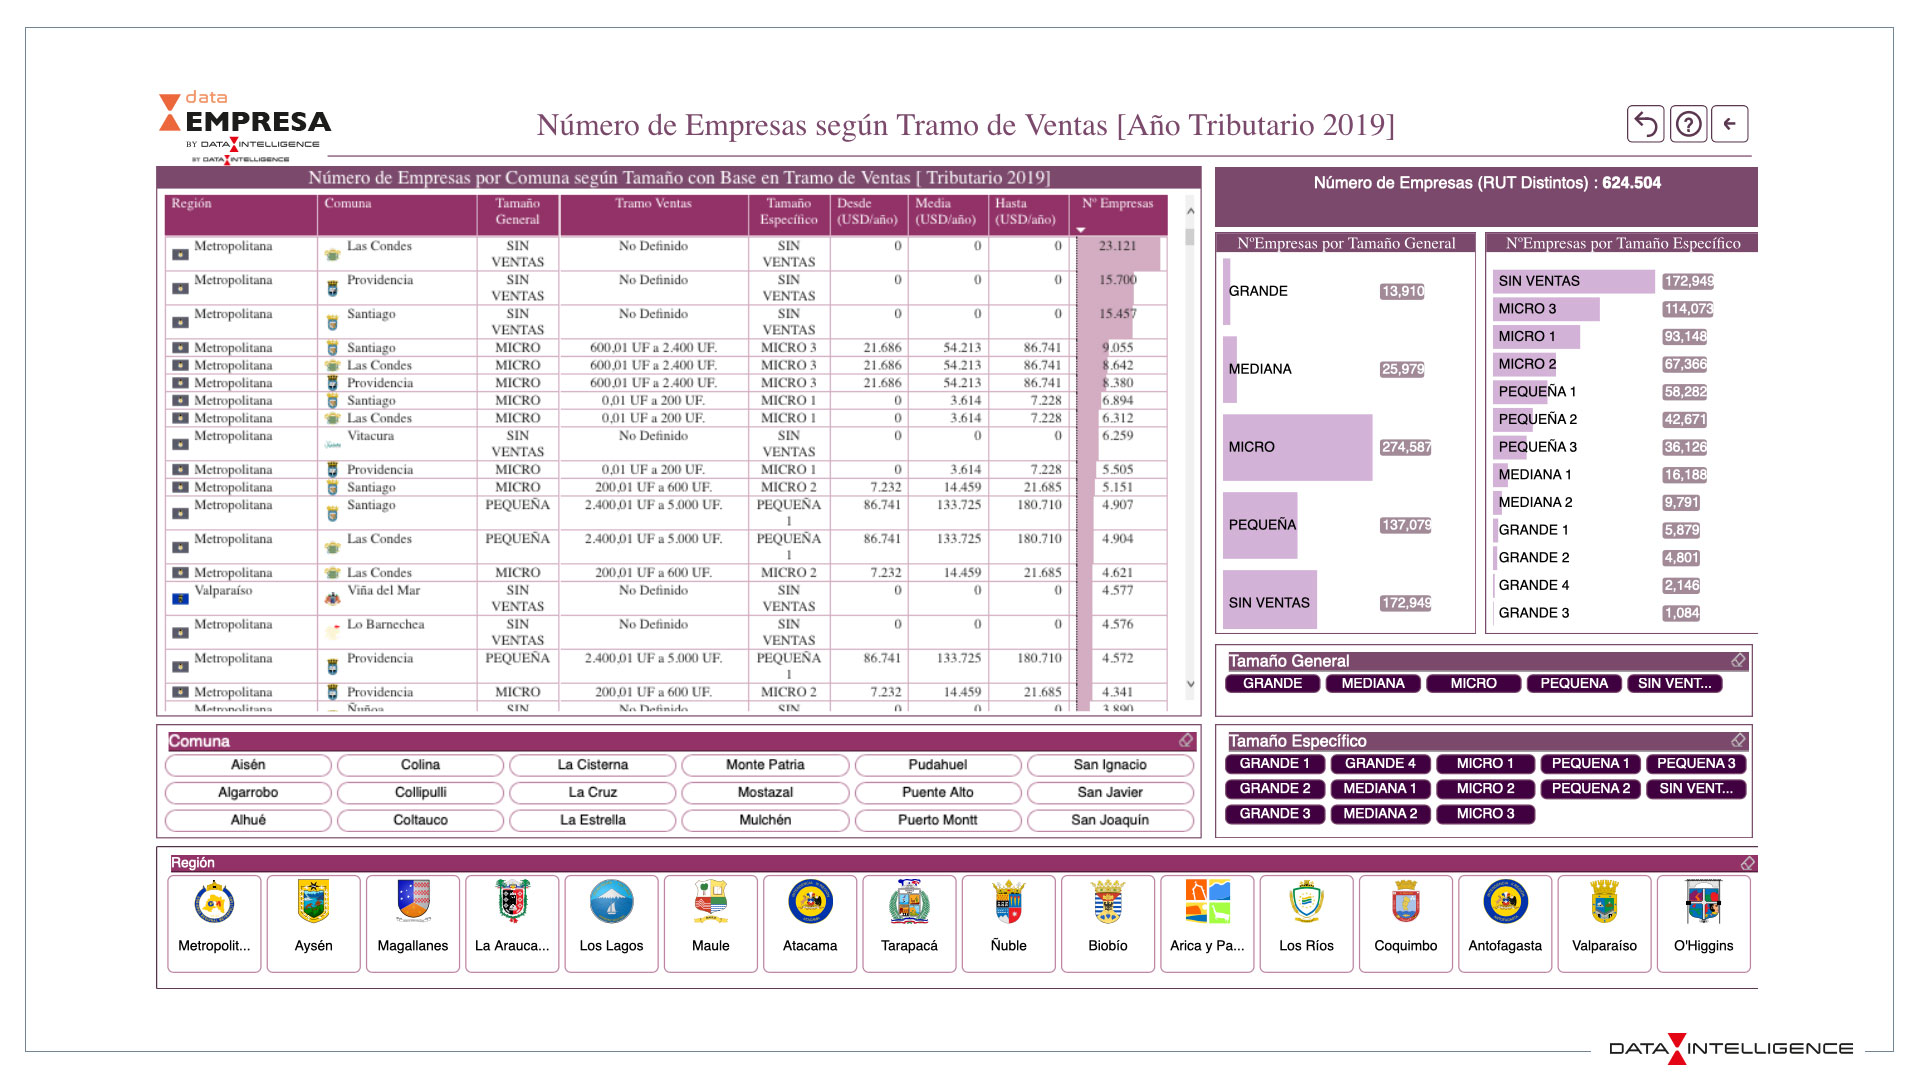 data
EMPRESA
BY DATA INTELLIGENCE
BY DATA INTELLIGENCE
Número de Empresas según Tramo de Ventas [Año Tributario 2019]
Número de Empresas por Comuna según Tamaño con Base en Tramo de Ventas [ Tributario 2019]
Región Comuna Tamaño General Tramo Ventas Tamaño Específico Desde (USD/año) Media (USD/año) Hasta (USD/año) Nº Empresas
Metropolitana Las Condes SIN VENTAS No Definido SIN VENTAS 0 0 0 23.121
Metropolitana Providencia SIN VENTAS No Definido SIN VENTAS 0 0 0 15.700
Metropolitana Santiago SIN VENTAS No Definido SIN VENTAS 0 0 0 15.457
Metropolitana Santiago MICRO 600,01 UF a 2.400 UF. MICRO 3 21.686 54.213 86.741 9.055
Metropolitana Las Condes MICRO 600,01 UF a 2.400 UF. MICRO 3 21.686 54.213 86.741 8.642
Metropolitana Providencia MICRO 600,01 UF a 2.400 UF. MICRO 3 21.686 54.213 86.741 8.380
Metropolitana Santiago MICRO 0,01 UF a 200 UF. MICRO 1 0 3.614 7.228 6.894
Metropolitana Las Condes MICRO 0,01 UF a 200 UF. MICRO 1 0 3.614 7.228 6.312
Metropolitana Vitacura SIN VENTAS No Definido SIN VENTAS 0 0 0 6.259
Metropolitana Providencia MICRO 0,01 UF a 200 UF. MICRO 1 0 3.614 7.228 5.505
Metropolitana Santiago MICRO 200,01 UF a 600 UF. MICRO 2 7.232 14.459 21.685 5.151
Metropolitana Santiago PEQUEÑA 2.400,01 UF a 5.000 UF. PEQUEÑA 1 86.741 133.725 180.710 4.907
Metropolitana Las Condes PEQUEÑA 2.400,01 UF a 5.000 UF. PEQUEÑA 1 86.741 133.725 180.710 4.904
Metropolitana Las Condes MICRO 200,01 UF a 600 UF. MICRO 2 7.232 14.459 21.685 4.621
Valparaíso Viña del Mar SIN VENTAS No Definido SIN VENTAS 0 0 0 4.577
Metropolitana Lo Barnechea SIN VENTAS No Definido SIN VENTAS 0 0 0 4.576
Metropolitana Providencia PEQUEÑA 2.400,01 UF a 5.000 UF. PEQUEÑA 1 86.741 133.725 180.710 4.572
Metropolitana Providencia MICRO 200,01 UF a 600 UF. MICRO 2 7.232 14.459 21.685 4.341
Metropolitana Ñuñoa SIN No Definido SIN 0 0 0 3.890
Número de Empresas (RUT Distintos) : 624.504
NºEmpresas por Tamaño General
GRANDE 13,910
MEDIANA 25,979
MICRO 274,587
PEQUEÑA 137,079
SIN VENTAS 172,949
NºEmpresas por Tamaño Específico
SIN VENTAS 172,949
MICRO 3 114,073
MICRO 1 93,148
MICRO 2 67,366
PEQUEÑA 1 58,282
PEQUEÑA 2 42,671
PEQUEÑA 3 36,126
MEDIANA 1 16,188
MEDIANA 2 9,791
GRANDE 1 5,879
GRANDE 2 4,801
GRANDE 4 2,146
GRANDE 3 1,084
Tamaño General
GRANDE MEDIANA MICRO PEQUENA SIN VENT...
Comuna
Aisén Colina La Cisterna Monte Patria Pudahuel San Ignacio
Algarrobo Collipulli La Cruz Mostazal Puente Alto San Javier
Alhué Coltauco La Estrella Mulchén Puerto Montt San Joaquín
Tamaño Específico
GRANDE 1 GRANDE 4 MICRO 1 PEQUENA 1 PEQUENA 3
GRANDE 2 MEDIANA 1 MICRO 2 PEQUENA 2 SIN VENT...
GRANDE 3 MEDIANA 2 MICRO 3
Región
Metropolit... Aysén Magallanes La Arauca... Los Lagos Maule Atacama Tarapacá Ñuble Biobío Arica y Pa... Los Ríos Coquimbo Antofagasta Valparaíso O'Higgins
DATA INTELLIGENCE